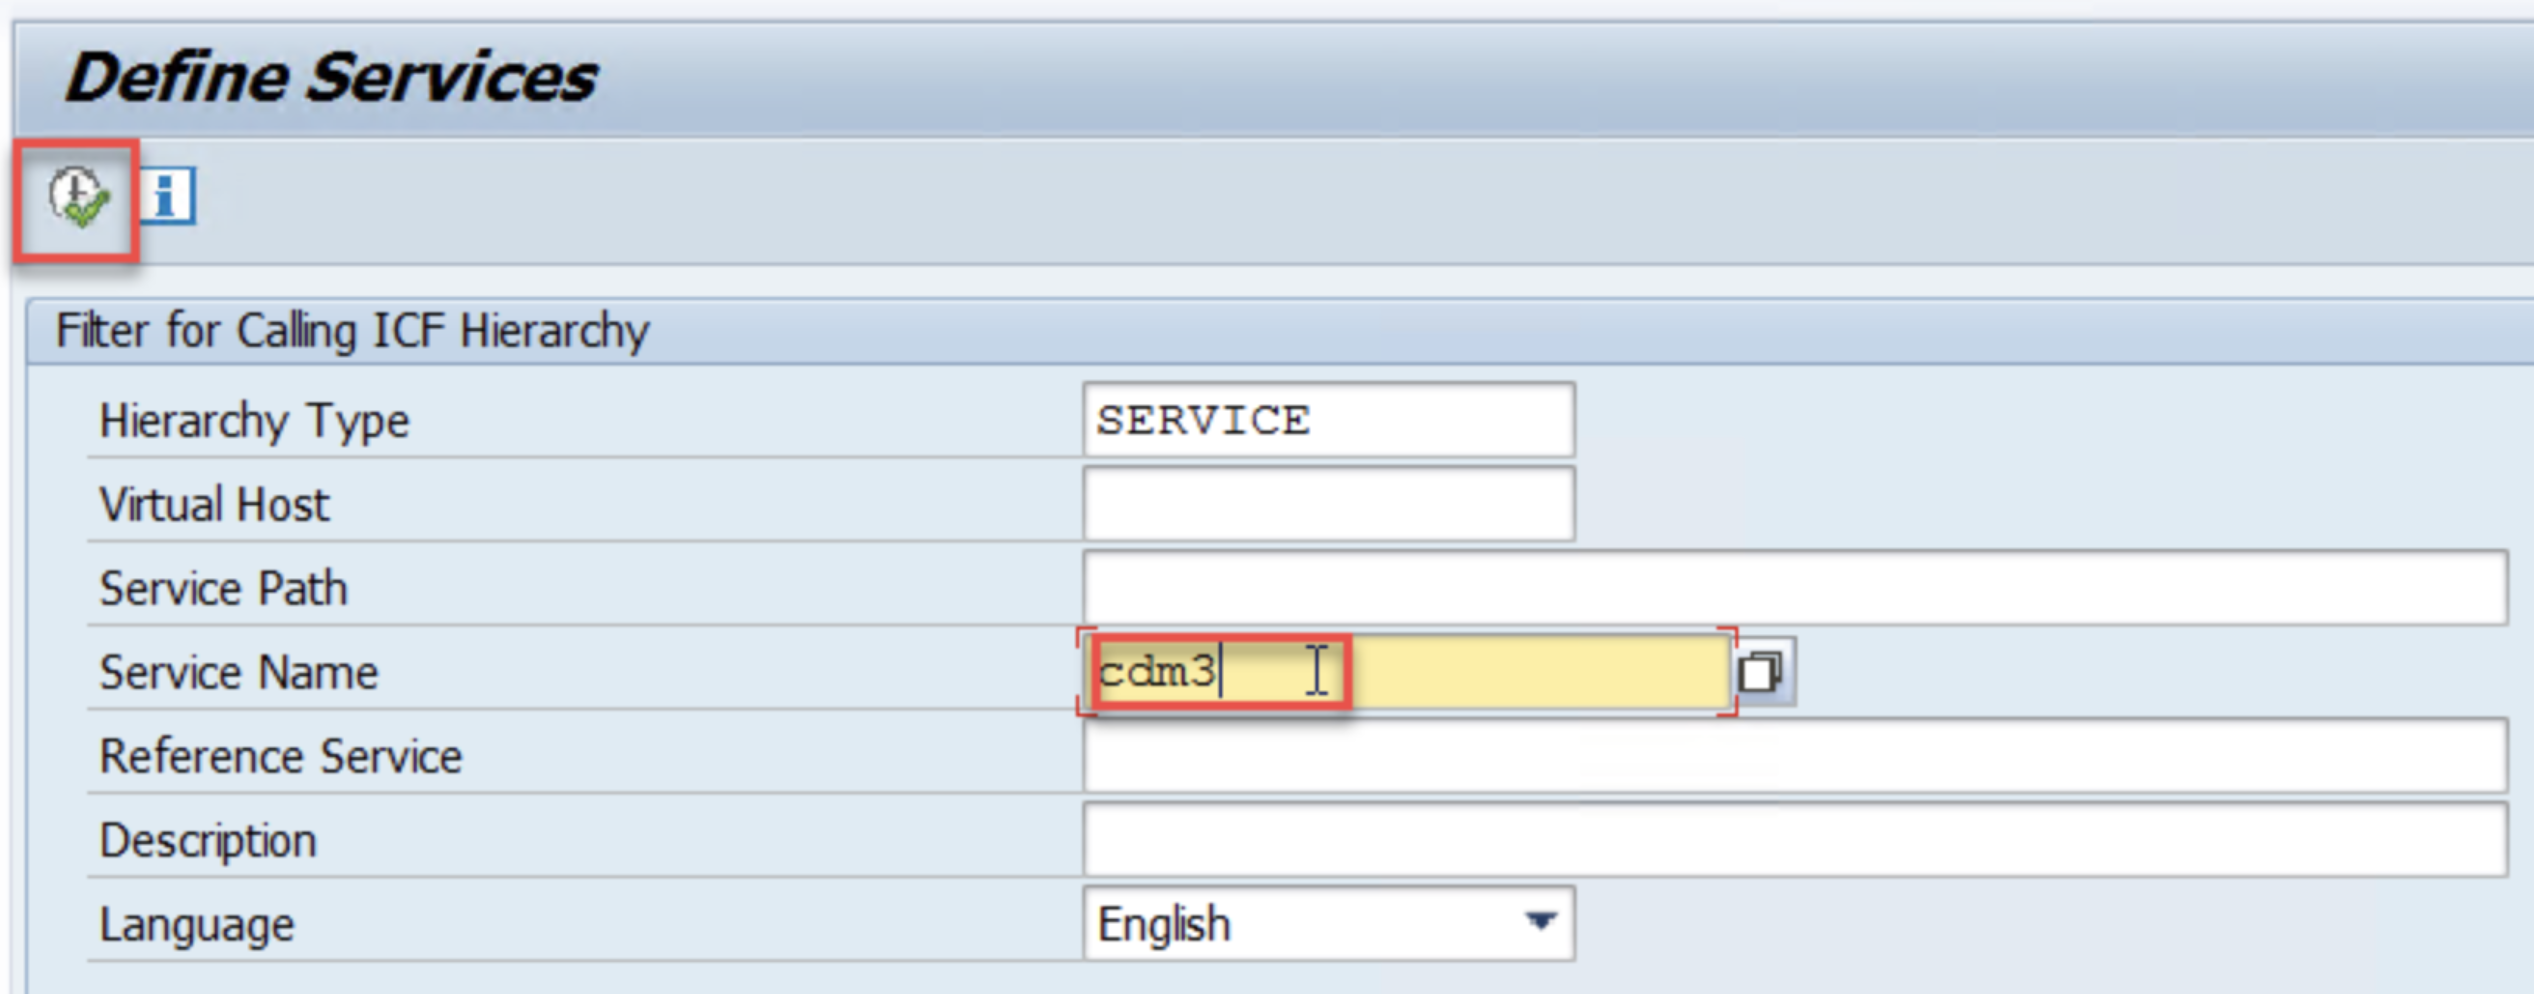 Define Services
i
Filter for Calling ICF Hierarchy
Hierarchy Type SERVICE
Virtual Host
Service Path
Service Name cdm3
Reference Service
Description
Language English